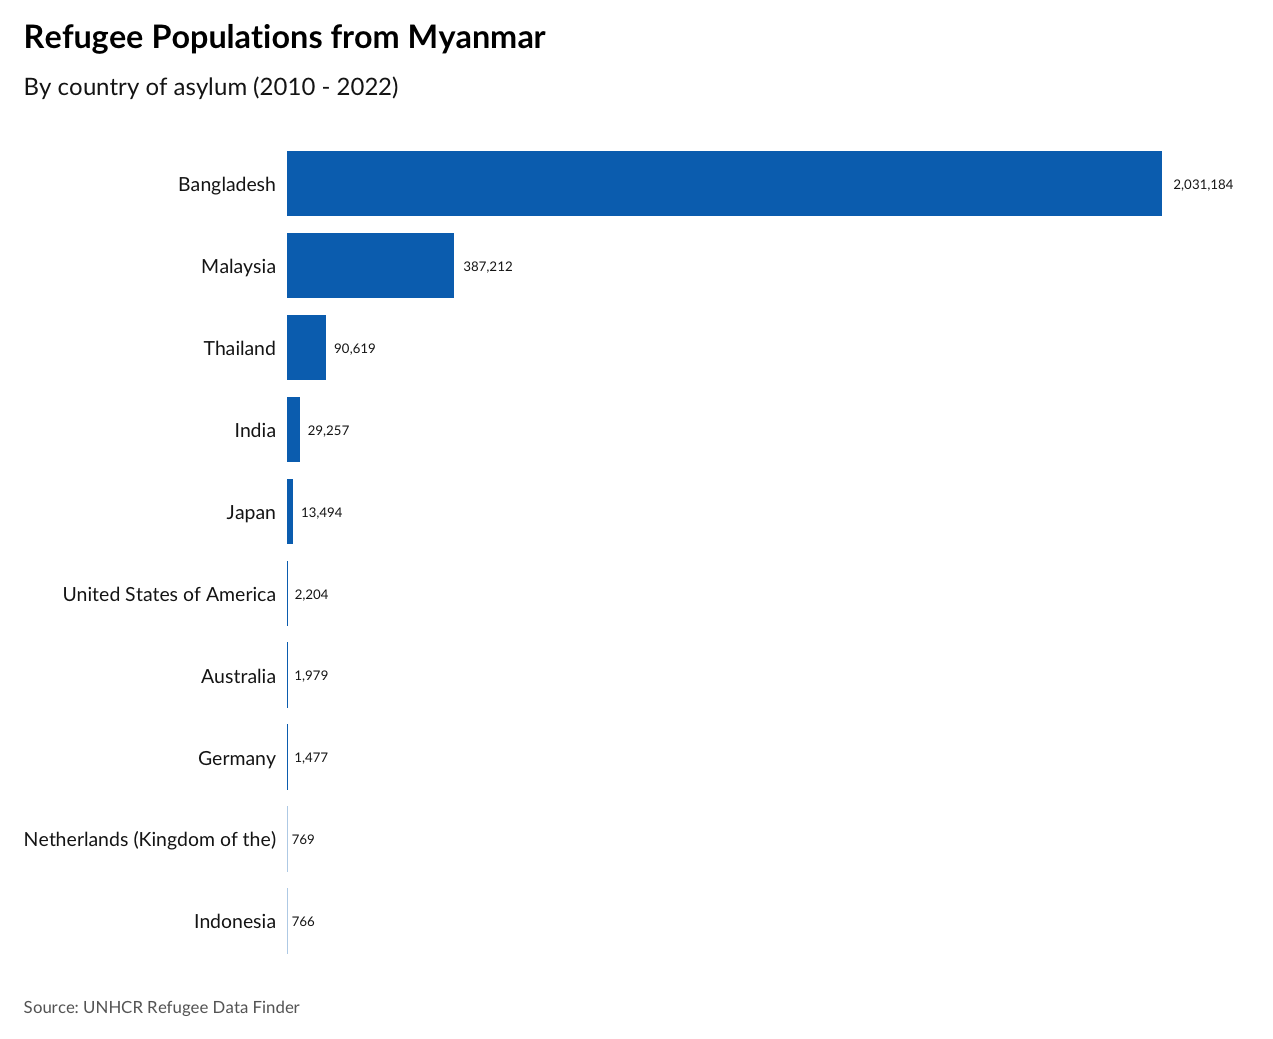 Refugee Populations from Myanmar
By country of asylum (2010 - 2022)
Bangladesh 2,031,184
Malaysia 387,212
Thailand 90,619
India 29,257
Japan 13,494
United States of America 2,204
Australia 1,979
Germany 1,477
Netherlands (Kingdom of the) 769
Indonesia 766
Source: UNHCR Refugee Data Finder